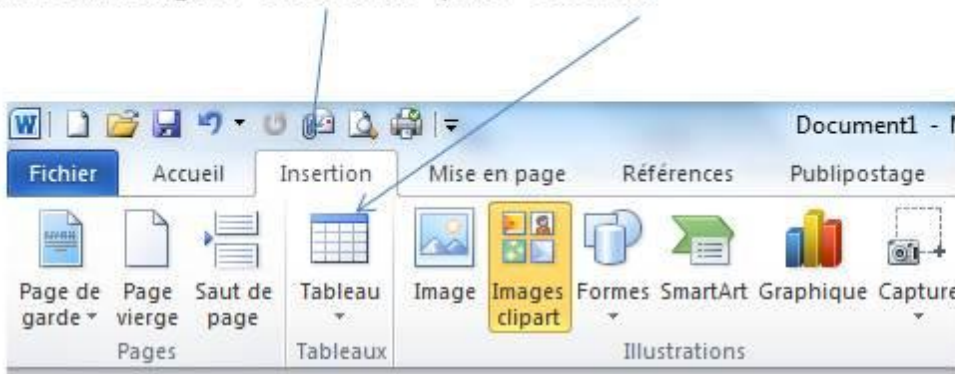 Document1 -
Fichier Accueil Insertion Mise en page Références Publipostage
Page de garde Page vierge Saut de page Tableau Image Images clipart Formes SmartArt Graphique Capture
Pages Tableaux Illustrations